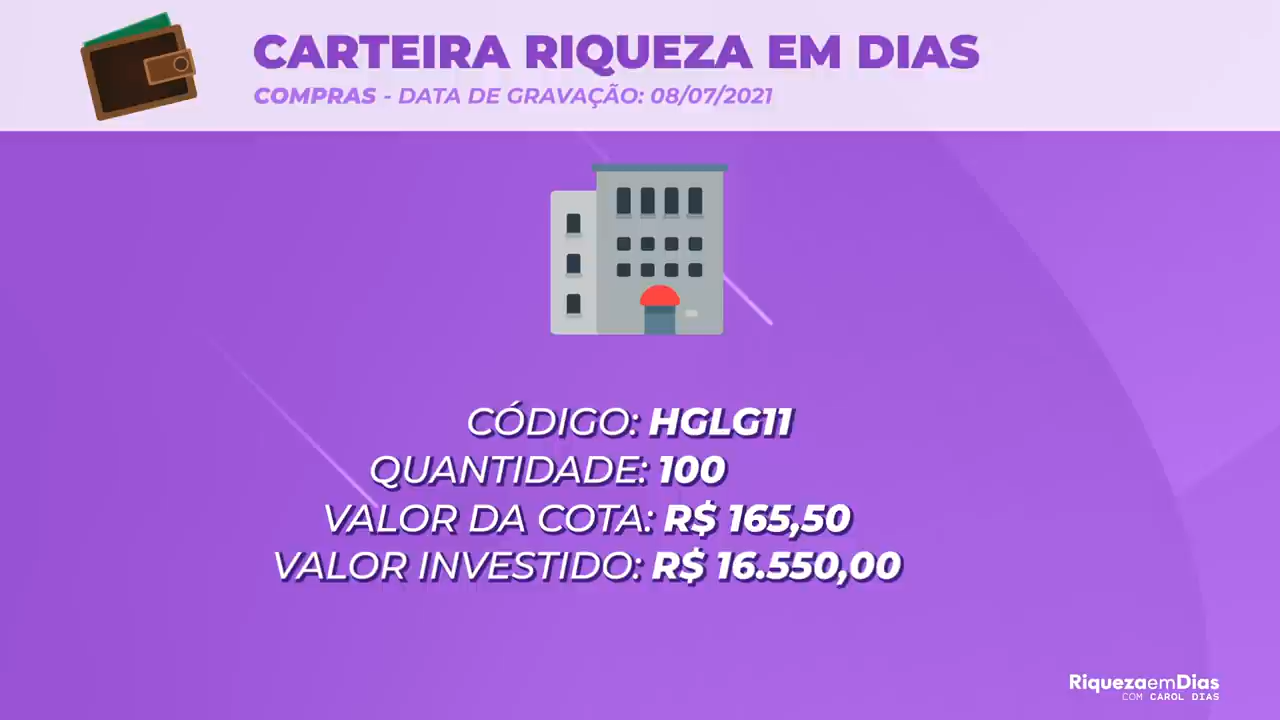 CARTEIRA RIQUEZA EM DIAS
COMPRAS - DATA DE GRAVAÇÃO: 08/07/2021
CÓDIGO: HGLG11
QUANTIDADE: 100
VALOR DA COTA: R$ 165,50
VALOR INVESTIDO: R$ 16.550,00
RiquezaemDias
COM CAROL DIAS